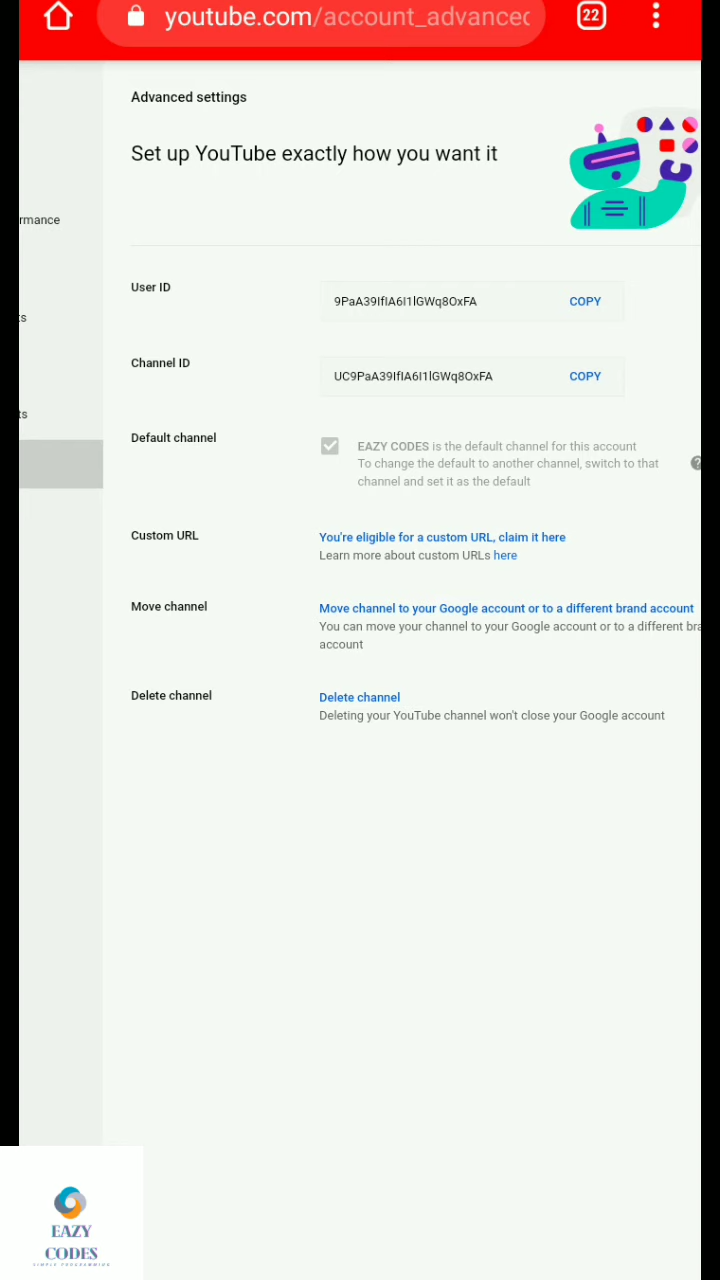 youtube.com/account_advanced
22
Advanced settings
Set up YouTube exactly how you want it
rmance
User ID
9PaA39IfIA6I1lGWq8OxFA
COPY
ts
Channel ID
UC9PaA39IfIA6I1lGWq8OxFA
COPY
ts
Default channel
EAZY CODES is the default channel for this account
To change the default to another channel, switch to that
channel and set it as the default
?
Custom URL
You're eligible for a custom URL, claim it here
Learn more about custom URLs here
Move channel
Move channel to your Google account or to a different brand account
You can move your channel to your Google account or to a different bra
account
Delete channel
Delete channel
Deleting your YouTube channel won't close your Google account
EAZY
CODES
SIMPLE PROGRAMMING